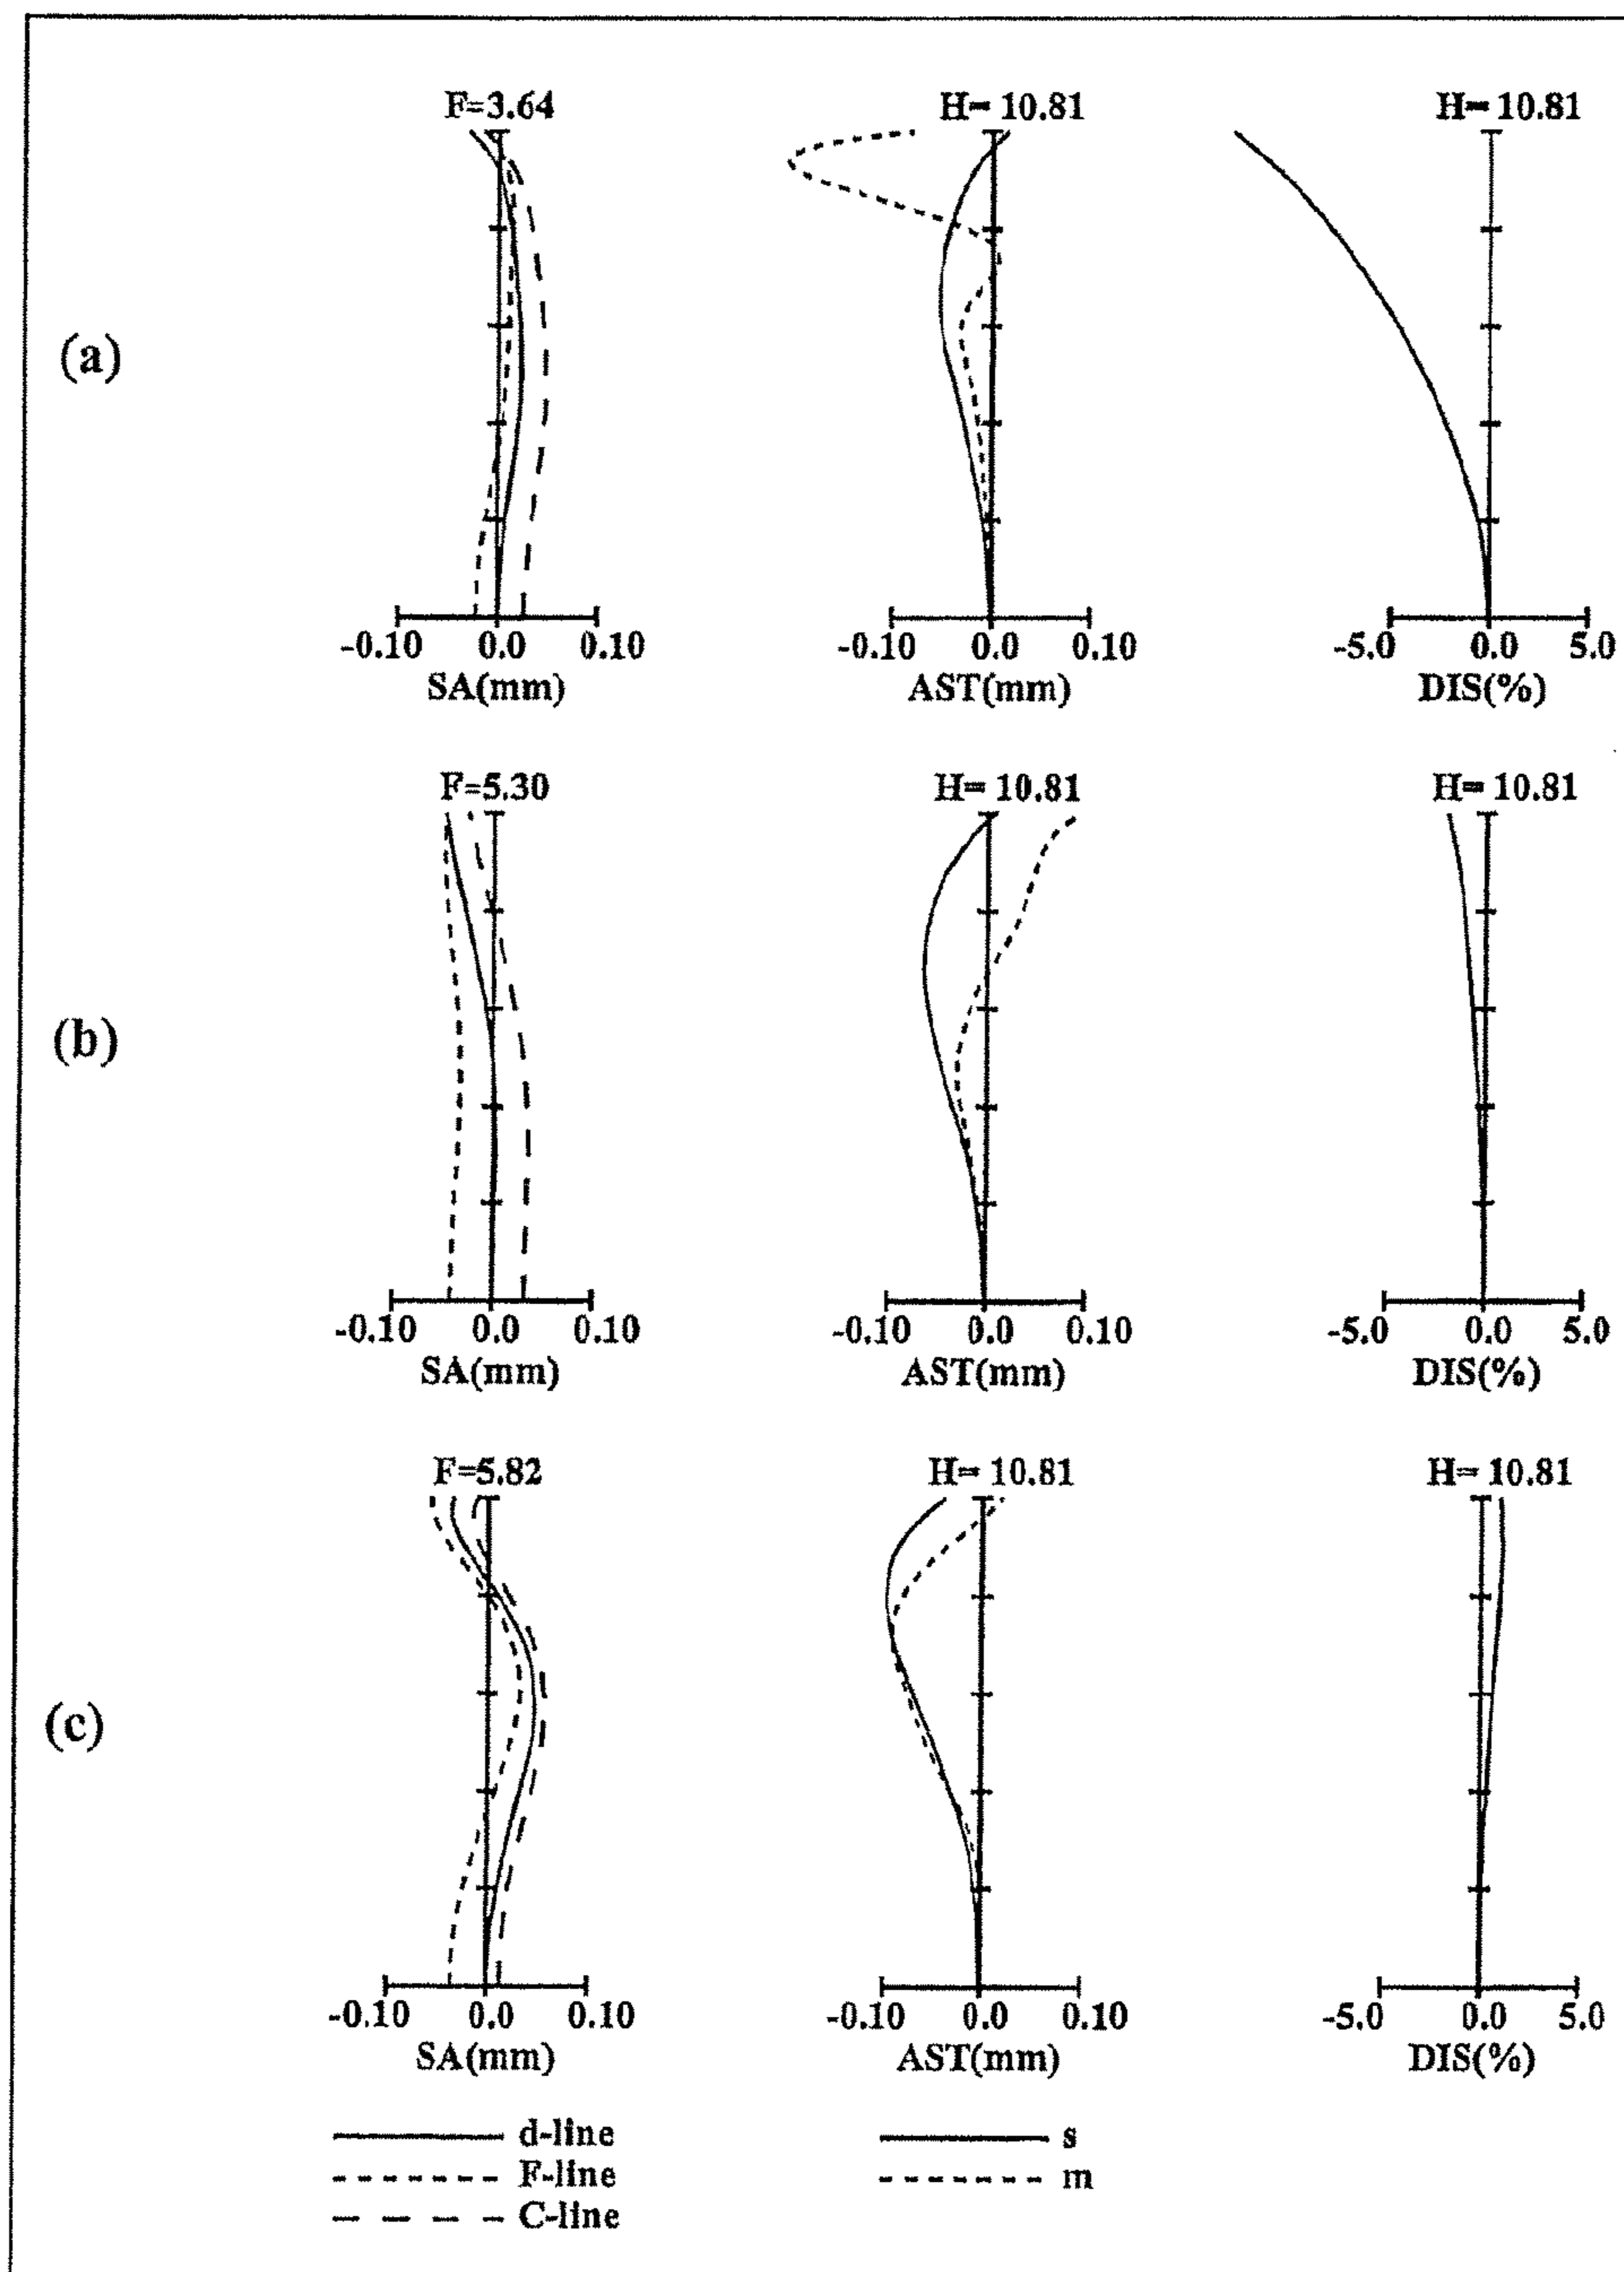 F=3.64 H= 10.81 H= 10.81
(a)
-0.10 0.0 0.10 -0.10 0.0 0.10 -5.0 0.0 5.0
SA(mm) AST(mm) DIS(%)
F=5.30 H= 10.81 H= 10.81
(b)
-0.10 0.0 0.10 -0.10 0.0 0.10 -5.0 0.0 5.0
SA(mm) AST(mm) DIS(%)
F=5.82 H= 10.81 H= 10.81
(c)
-0.10 0.0 0.10 -0.10 0.0 0.10 -5.0 0.0 5.0
SA(mm) AST(mm) DIS(%)
d-line s
F-line m
C-line